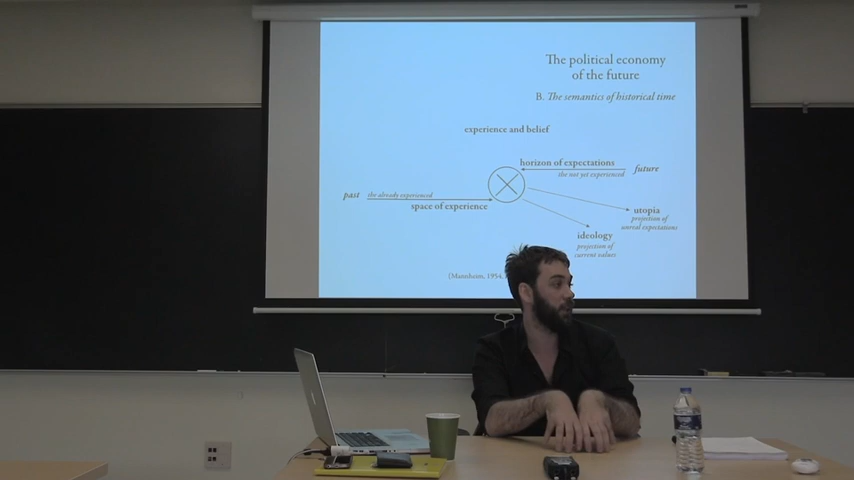 The political economy
of the future
B. The semantics of historical time
experience and belief
horizon of expectations
the not yet experienced
future
past
the already experienced
space of experience
utopia
projection of
unreal expectations
ideology
projection of
current values
(Mannheim, 1954,